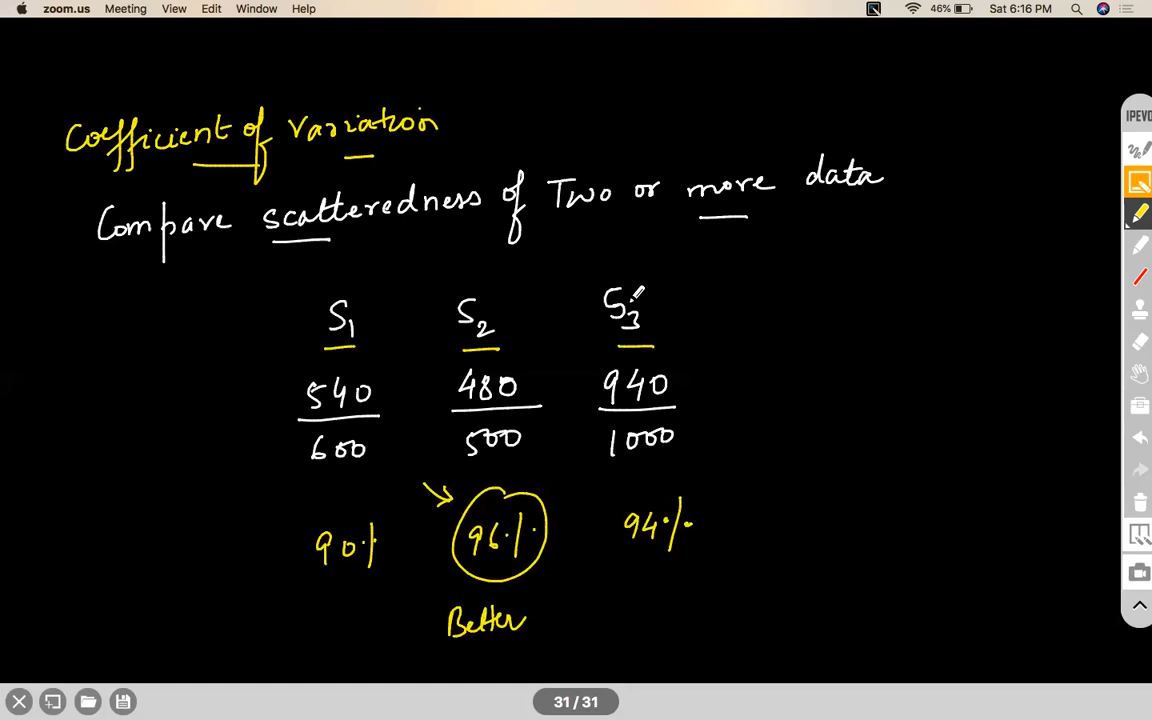 zoom.us Meeting View Edit Window Help 46% Sat 6:16 PM
IPEVO
Coefficient of variation
Compare scatteredness of Two or more data
S1 S2 S3
540 480 940
600 500 1000
90% 96% 94%
Better
31 / 31